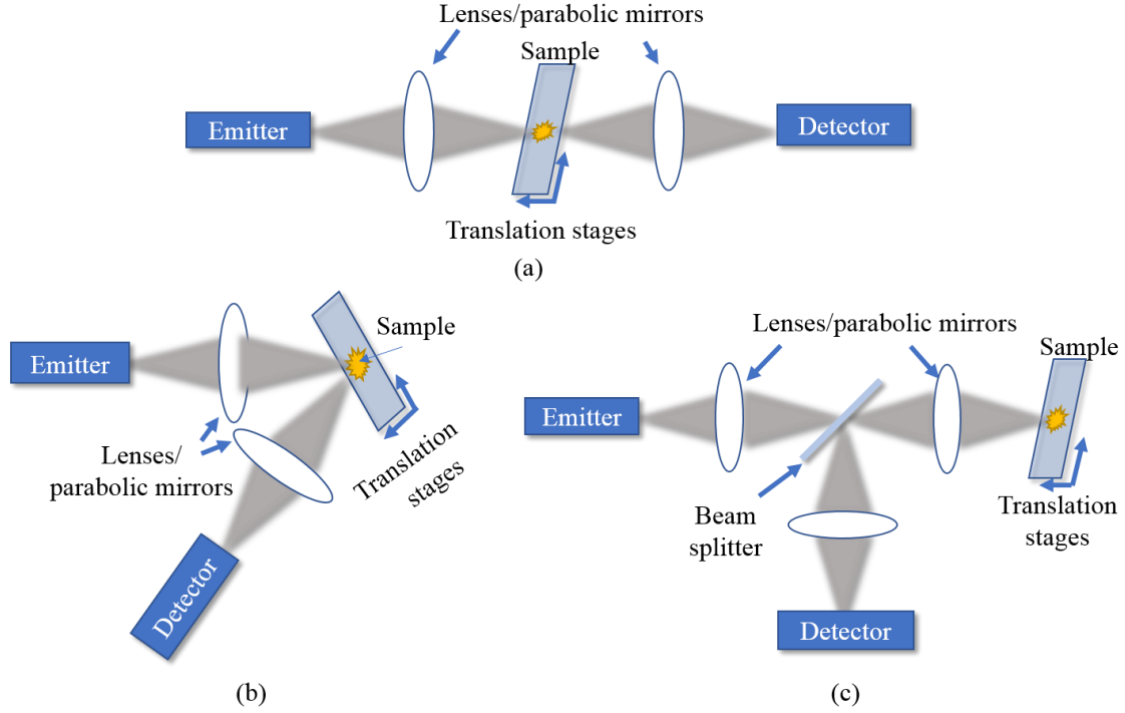 Lenses/parabolic mirrors
Sample
Emitter
Detector
Translation stages
(a)
Sample
Emitter
Lenses/
parabolic mirrors
Translation
stages
Detector
(b)
Lenses/parabolic mirrors
Sample
Emitter
Beam
splitter
Translation
stages
Detector
(c)